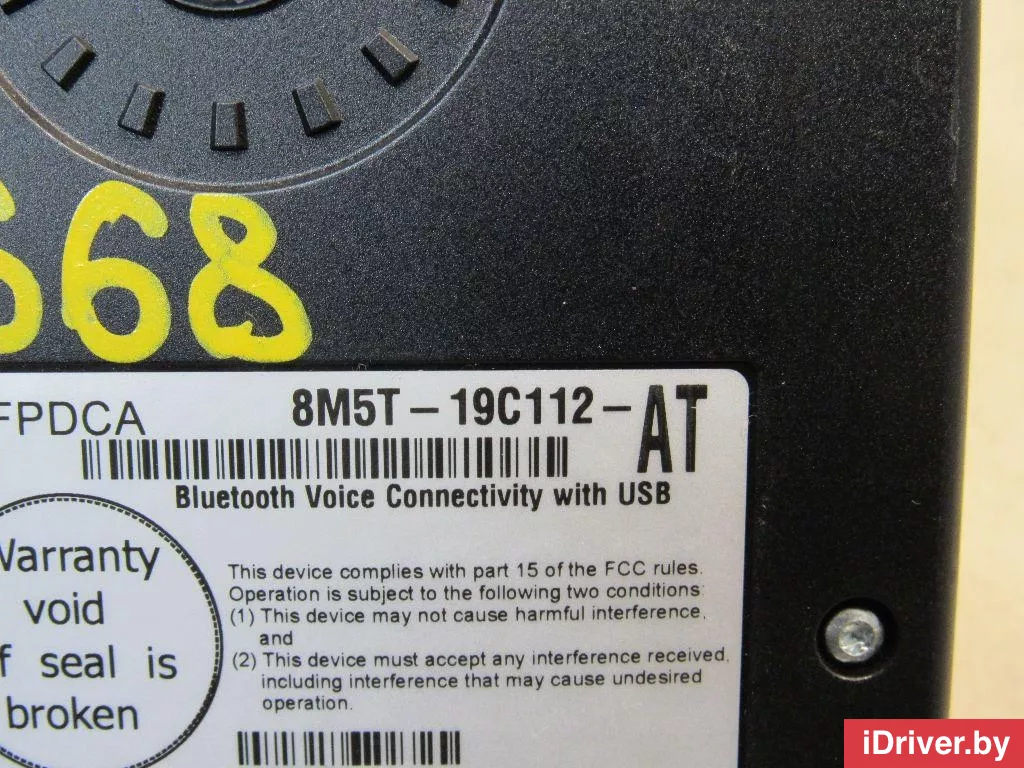 68
FPDCA 8M5T-19C112-AT
Bluetooth Voice Connectivity with USB
Warranty
void
if seal is
broken
This device complies with part 15 of the FCC rules.
Operation is subject to the following two conditions:
(1) This device may not cause harmful interference,
and
(2) This device must accept any interference received,
including interference that may cause undesired
operation.
iDriver.by